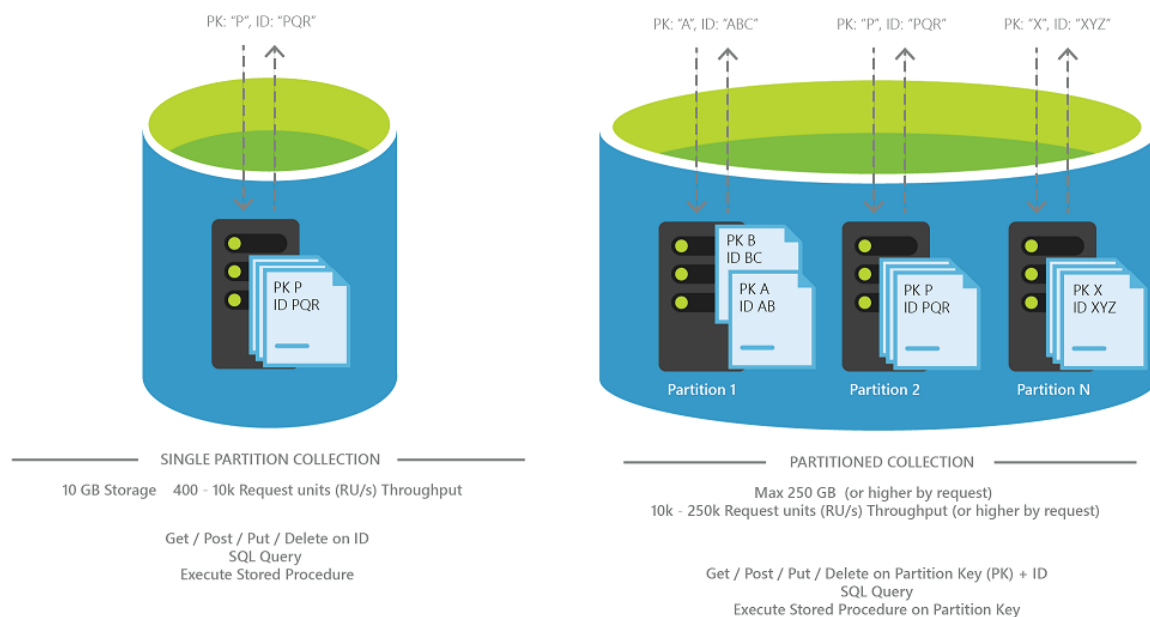 PK: "P", ID: "PQR"
PK P
ID PQR
SINGLE PARTITION COLLECTION
10 GB Storage 400 - 10k Request units (RU/s) Throughput
Get / Post / Put / Delete on ID
SQL Query
Execute Stored Procedure
PK: "A", ID: "ABC"
PK: "P", ID: "PQR"
PK: "X", ID: "XYZ"
PK B
ID BC
PK A
ID AB
PK P
ID PQR
PK X
ID XYZ
Partition 1
Partition 2
Partition N
PARTITIONED COLLECTION
Max 250 GB (or higher by request)
10k - 250k Request units (RU/s) Throughput (or higher by request)
Get / Post / Put / Delete on Partition Key (PK) + ID
SQL Query
Execute Stored Procedure on Partition Key